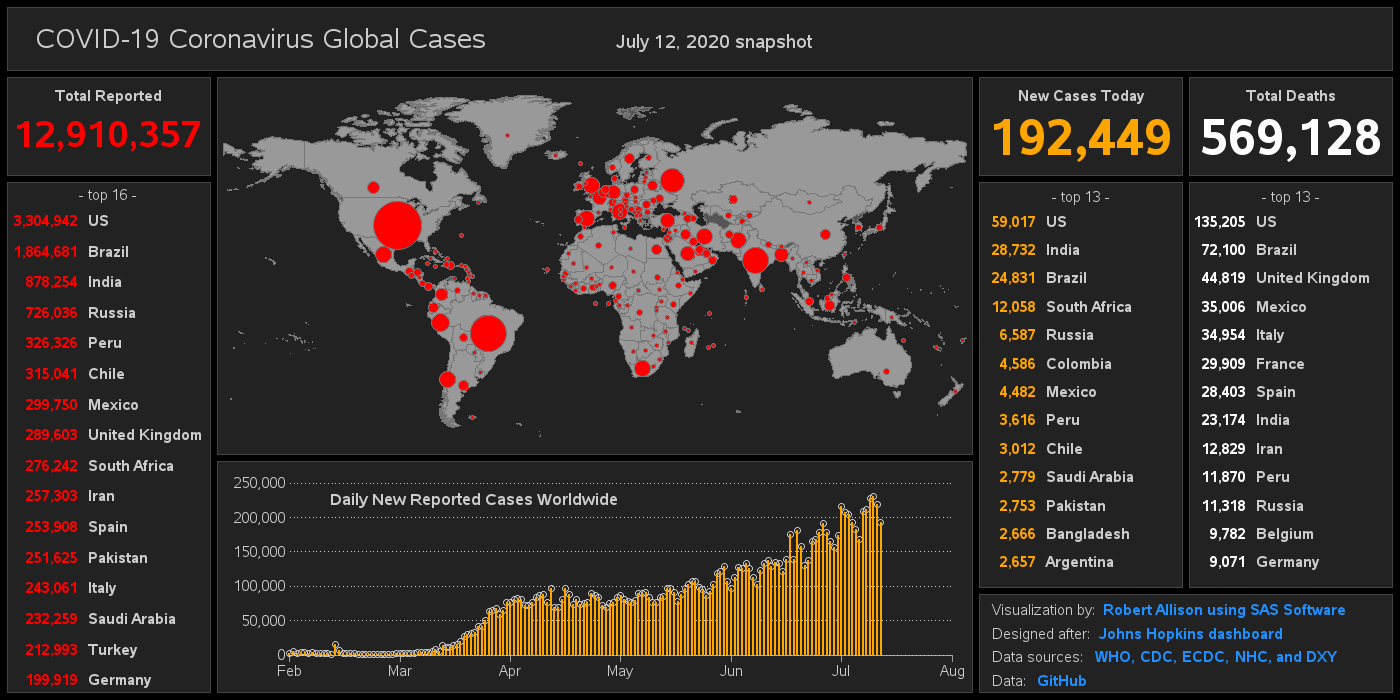 COVID-19 Coronavirus Global Cases
July 12, 2020 snapshot
Total Reported
12,910,357
- top 16 -
3,304,942 US
1,864,681 Brazil
878,254 India
726,036 Russia
326,326 Peru
315,041 Chile
299,750 Mexico
289,603 United Kingdom
276,242 South Africa
257,303 Iran
253,908 Spain
251,625 Pakistan
243,061 Italy
232,259 Saudi Arabia
212,993 Turkey
199,919 Germany
Daily New Reported Cases Worldwide
250,000
200,000
150,000
100,000
50,000
0
Feb Mar Apr May Jun Jul Aug
New Cases Today
192,449
- top 13 -
59,017 US
28,732 India
24,831 Brazil
12,058 South Africa
6,587 Russia
4,586 Colombia
4,482 Mexico
3,616 Peru
3,012 Chile
2,779 Saudi Arabia
2,753 Pakistan
2,666 Bangladesh
2,657 Argentina
Total Deaths
569,128
- top 13 -
135,205 US
72,100 Brazil
44,819 United Kingdom
35,006 Mexico
34,954 Italy
29,909 France
28,403 Spain
23,174 India
12,829 Iran
11,870 Peru
11,318 Russia
9,782 Belgium
9,071 Germany
Visualization by: Robert Allison using SAS Software
Designed after: Johns Hopkins dashboard
Data sources: WHO, CDC, ECDC, NHC, and DXY
Data: GitHub